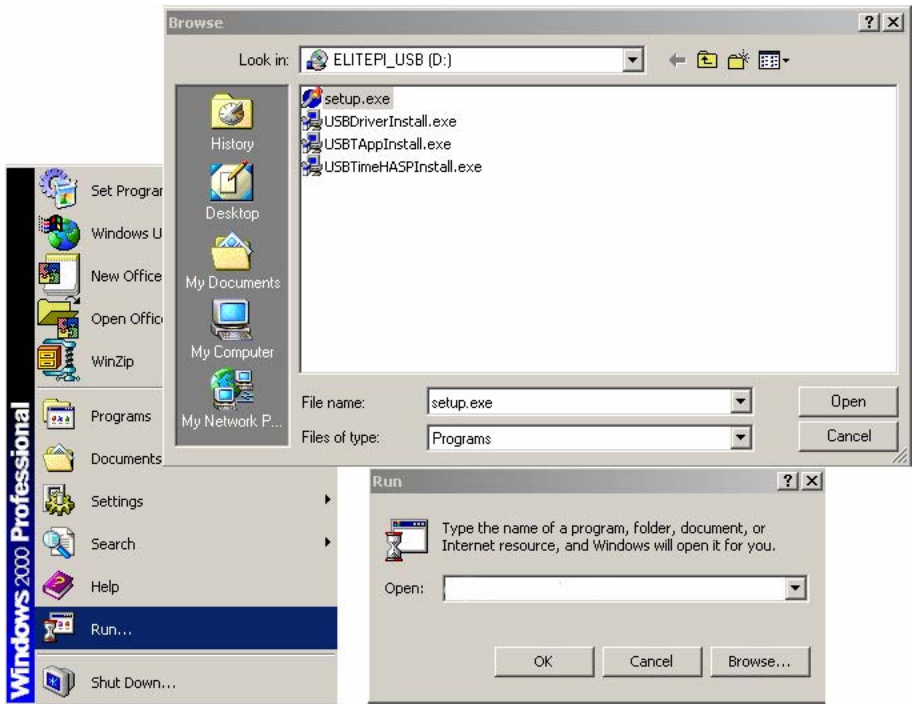 Browse
Look in:
ELITEPI_USB (D:)
History
Desktop
My Documents
My Computer
My Network P...
setup.exe
USBDriverInstall.exe
USBTAppInstall.exe
USBTimeHASPInstall.exe
File name:
setup.exe
Open
Files of type:
Programs
Cancel
Windows 2000 Professional
Set Progra
Windows U
New Office
Open Offic
WinZip
Programs
Documents
Settings
Search
Help
Run...
Shut Down...
Run
Type the name of a program, folder, document, or
Internet resource, and Windows will open it for you.
Open:
OK
Cancel
Browse...